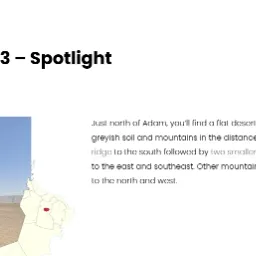 3 – Spotlight
Just north of Adam, you'll find a flat desert
greyish soil and mountains in the distance
ridge to the south followed by two smaller
to the east and southeast. Other mountain
to the north and west.